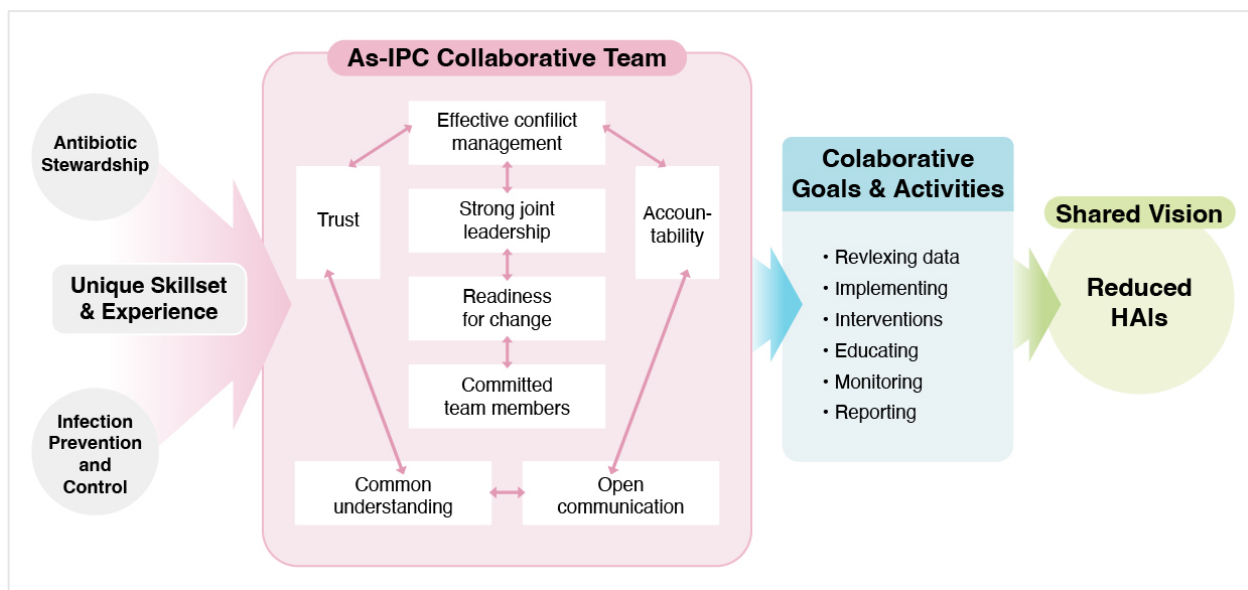 As-IPC Collaborative Team
Antibiotic
Stewardship
Unique Skillset
& Experience
Infection
Prevention
and
Control
Effective confilict
management
Trust
Strong joint
leadership
Accoun-
tability
Readiness
for change
Committed
team members
Common
understanding
Open
communication
Colaborative
Goals & Activities
• Revlexing data
• Implementing
• Interventions
• Educating
• Monitoring
• Reporting
Shared Vision
Reduced
HAIs